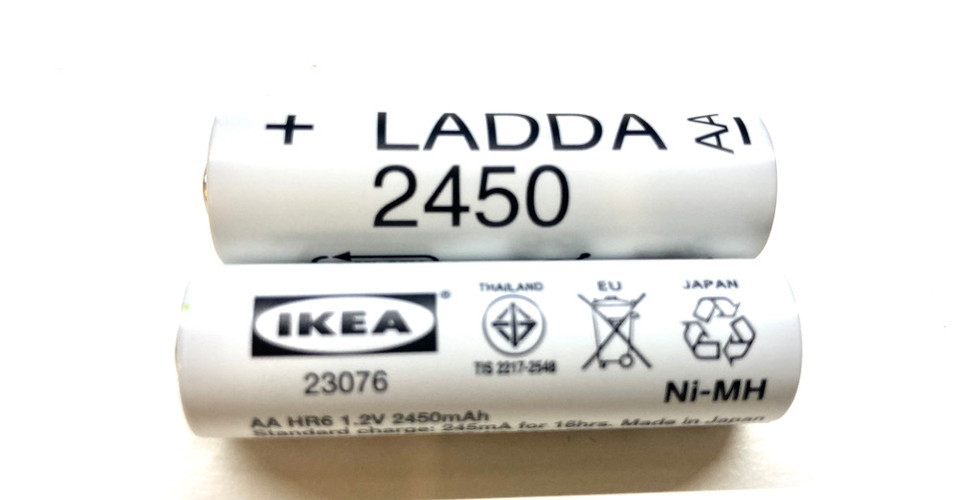 + LADDA AA −
2450
IKEA®
THAILAND
TIS 2217-2548
EU
JAPAN
23076
Ni-MH
AA HR6 1.2V 2450mAh
Standard charge: 245mA for 16hrs. Made in Japan